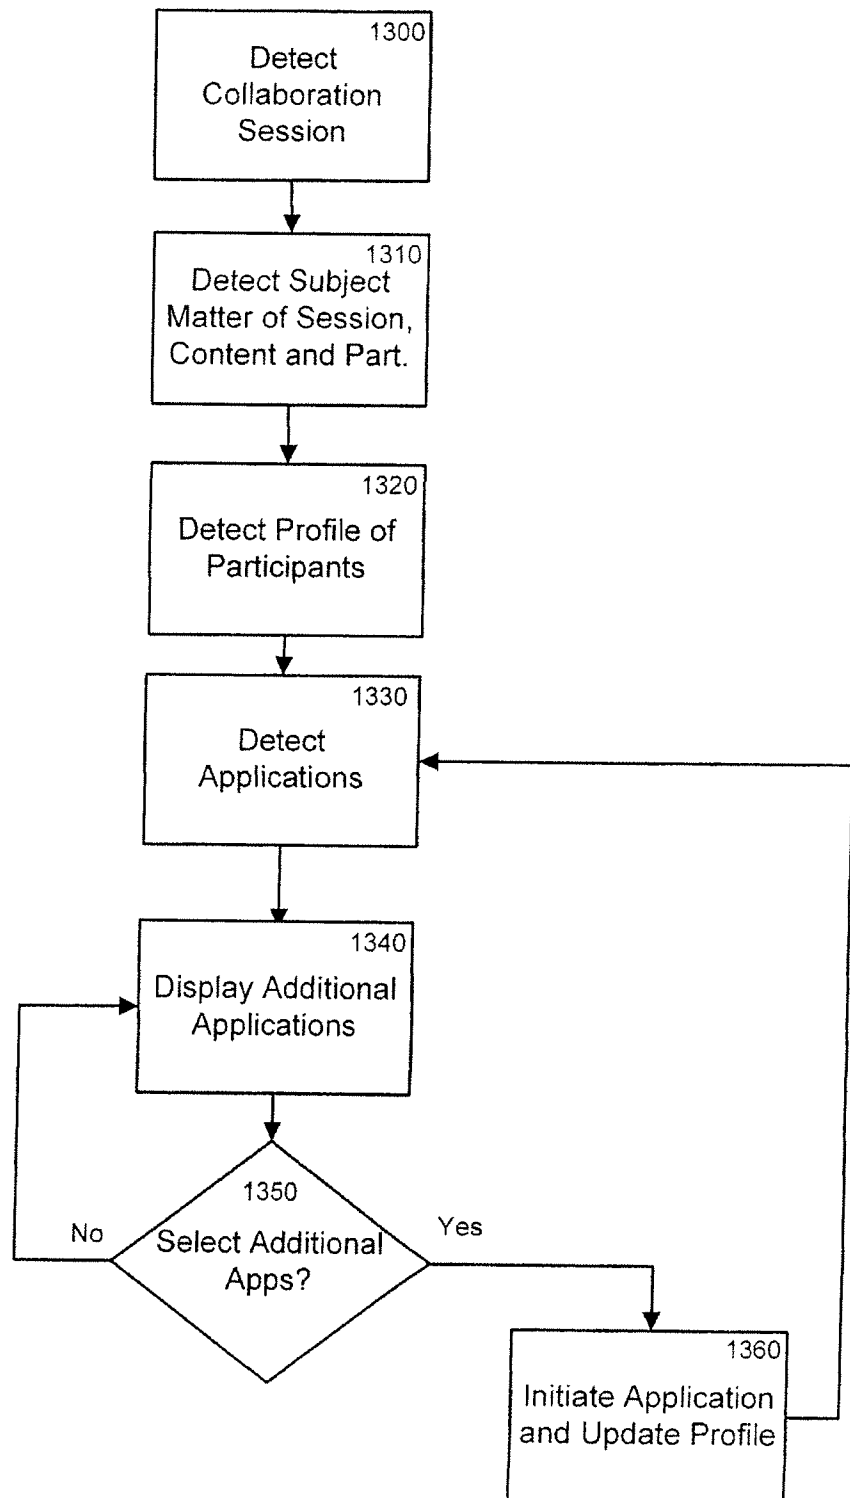 1300
Detect
Collaboration
Session
1310
Detect Subject
Matter of Session,
Content and Part.
1320
Detect Profile of
Participants
1330
Detect
Applications
1340
Display Additional
Applications
1350
No
Yes
Select Additional
Apps?
1360
Initiate Application
and Update Profile